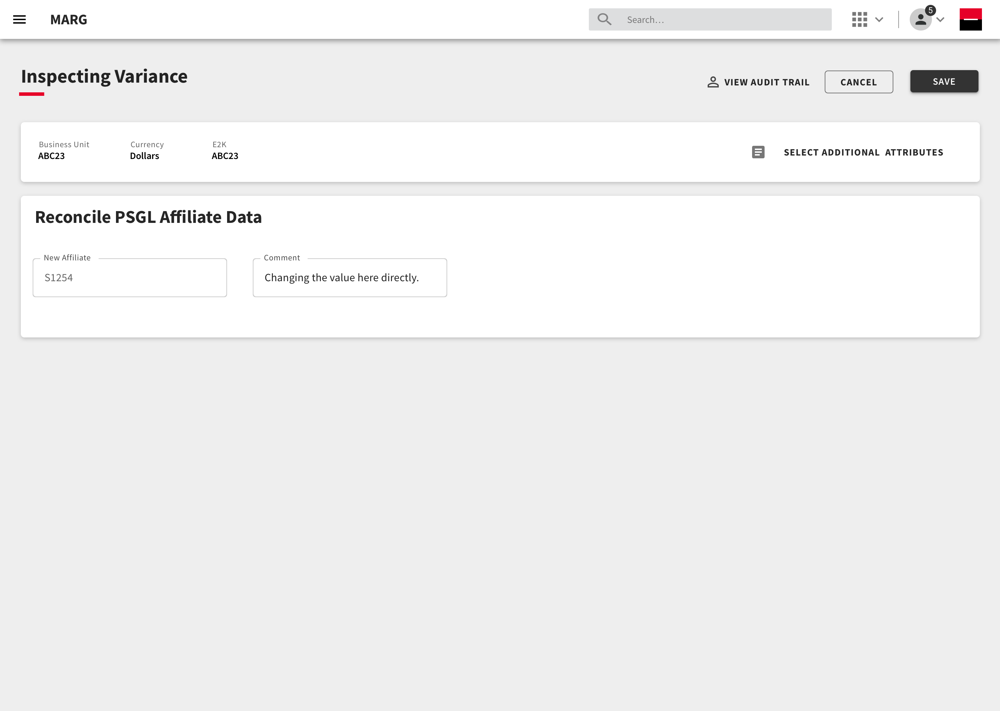 MARG
Search...
5
Inspecting Variance
VIEW AUDIT TRAIL
CANCEL
SAVE
Business Unit
ABC23
Currency
Dollars
E2K
ABC23
SELECT ADDITIONAL ATTRIBUTES
Reconcile PSGL Affiliate Data
New Affiliate
S1254
Comment
Changing the value here directly.